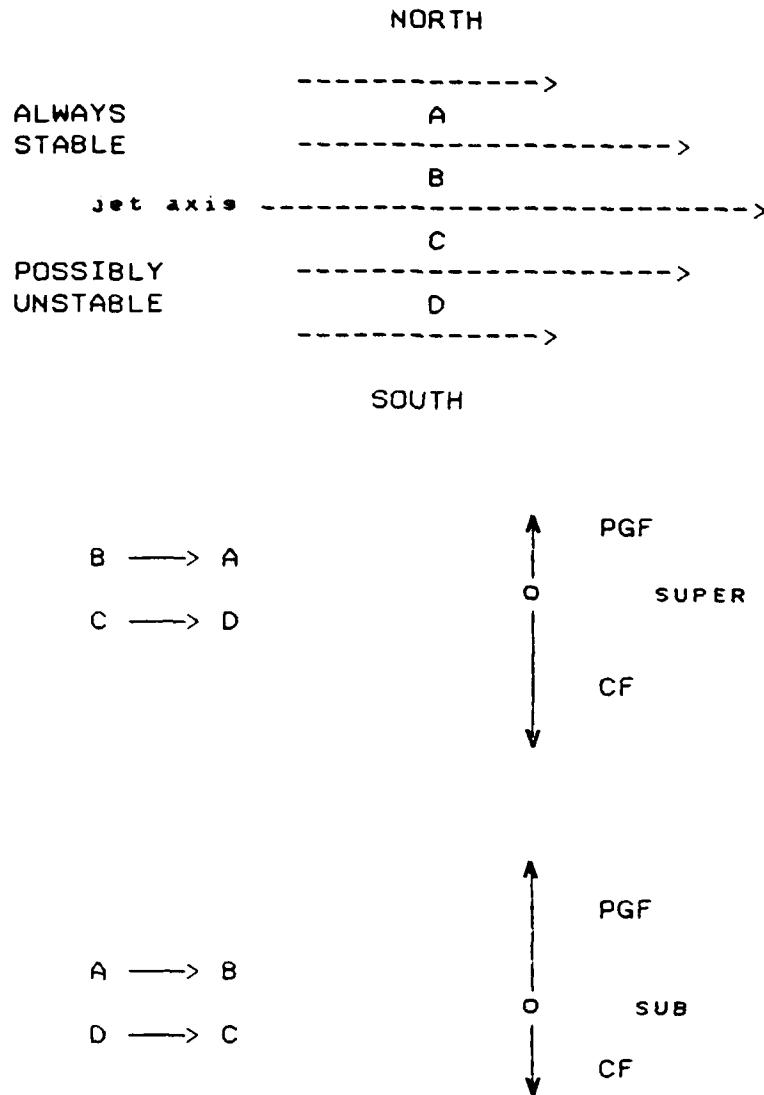 NORTH
A
ALWAYS
STABLE
B
jet axis
C
POSSIBLY
UNSTABLE
D
SOUTH
PGF
B ——> A
O SUPER
C ——> D
CF
PGF
A ——> B
O SUB
D ——> C
CF